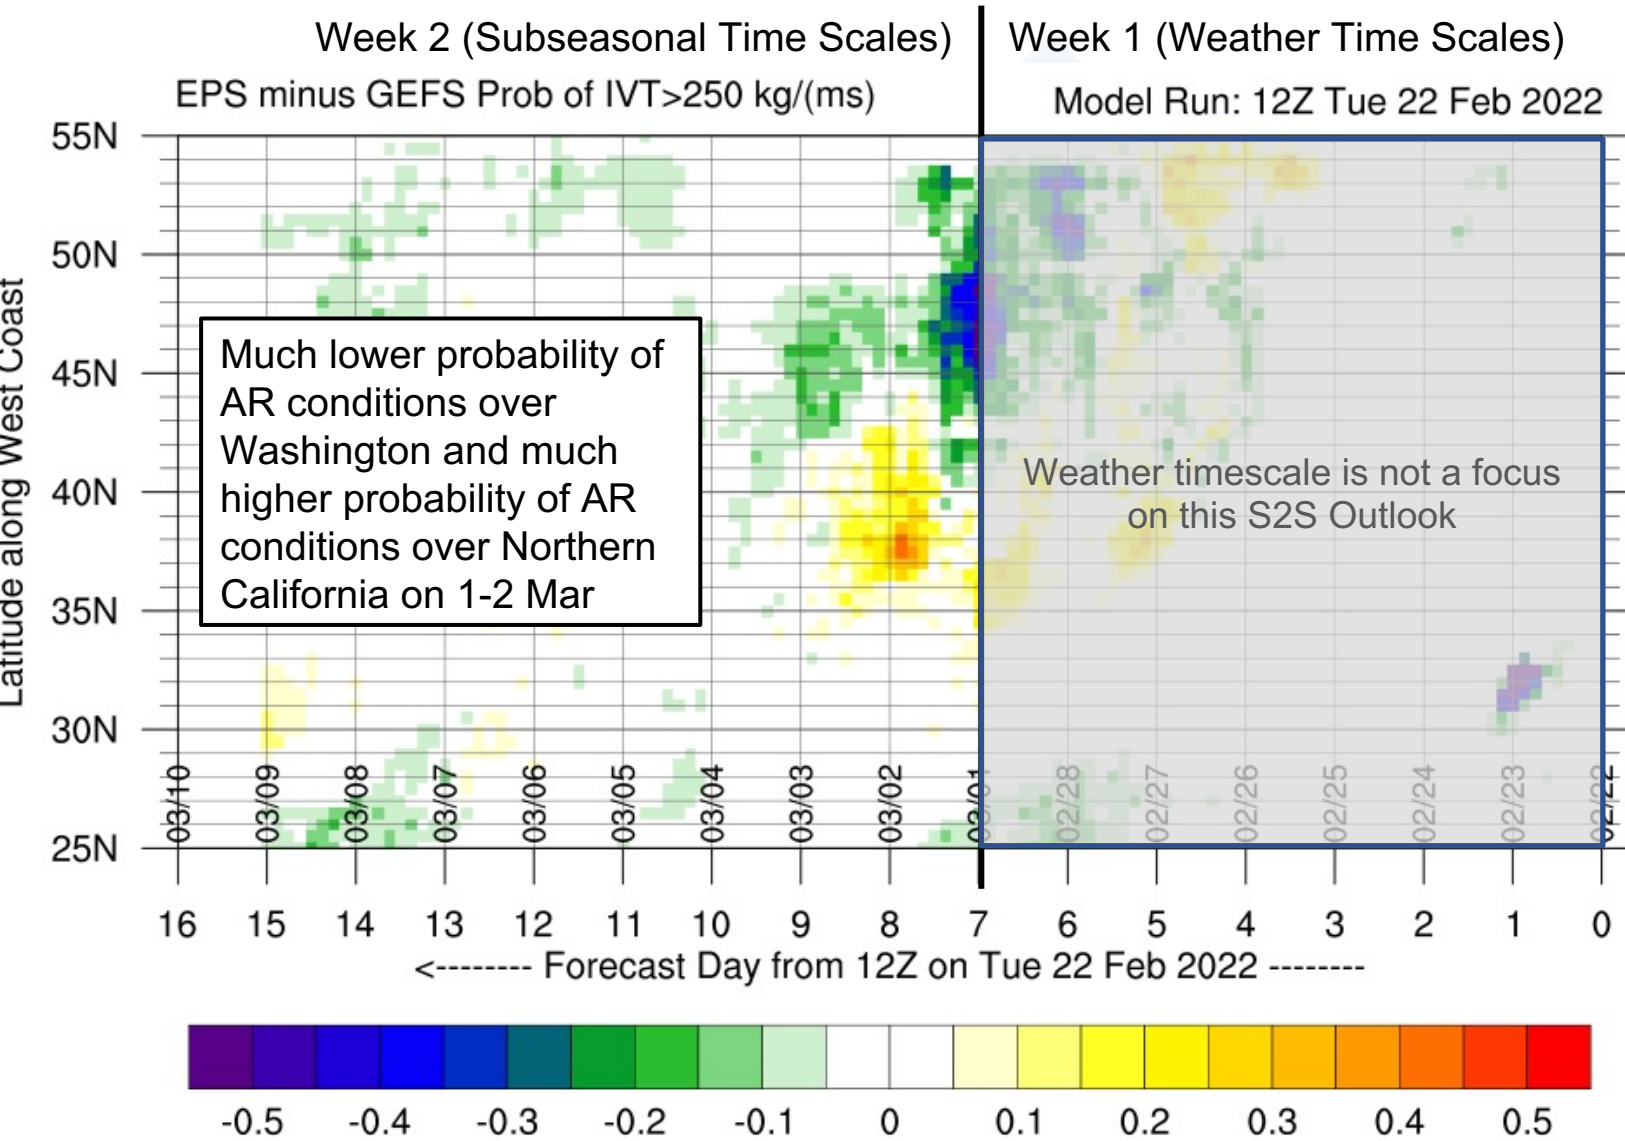 Week 2 (Subseasonal Time Scales)
Week 1 (Weather Time Scales)
EPS minus GEFS Prob of IVT>250 kg/(ms)
Model Run: 12Z Tue 22 Feb 2022
55N
50N
45N
40N
35N
30N
25N
Latitude along West Coast
Much lower probability of
AR conditions over
Washington and much
higher probability of AR
conditions over Northern
California on 1-2 Mar
Weather timescale is not a focus
on this S2S Outlook
03/10 03/09 03/08 03/07 03/06 03/05 03/04 03/03 03/02 03/01 02/28 02/27 02/26 02/25 02/24 02/23 02/22
16 15 14 13 12 11 10 9 8 7 6 5 4 3 2 1 0
<-------- Forecast Day from 12Z on Tue 22 Feb 2022 --------
-0.5 -0.4 -0.3 -0.2 -0.1 0 0.1 0.2 0.3 0.4 0.5